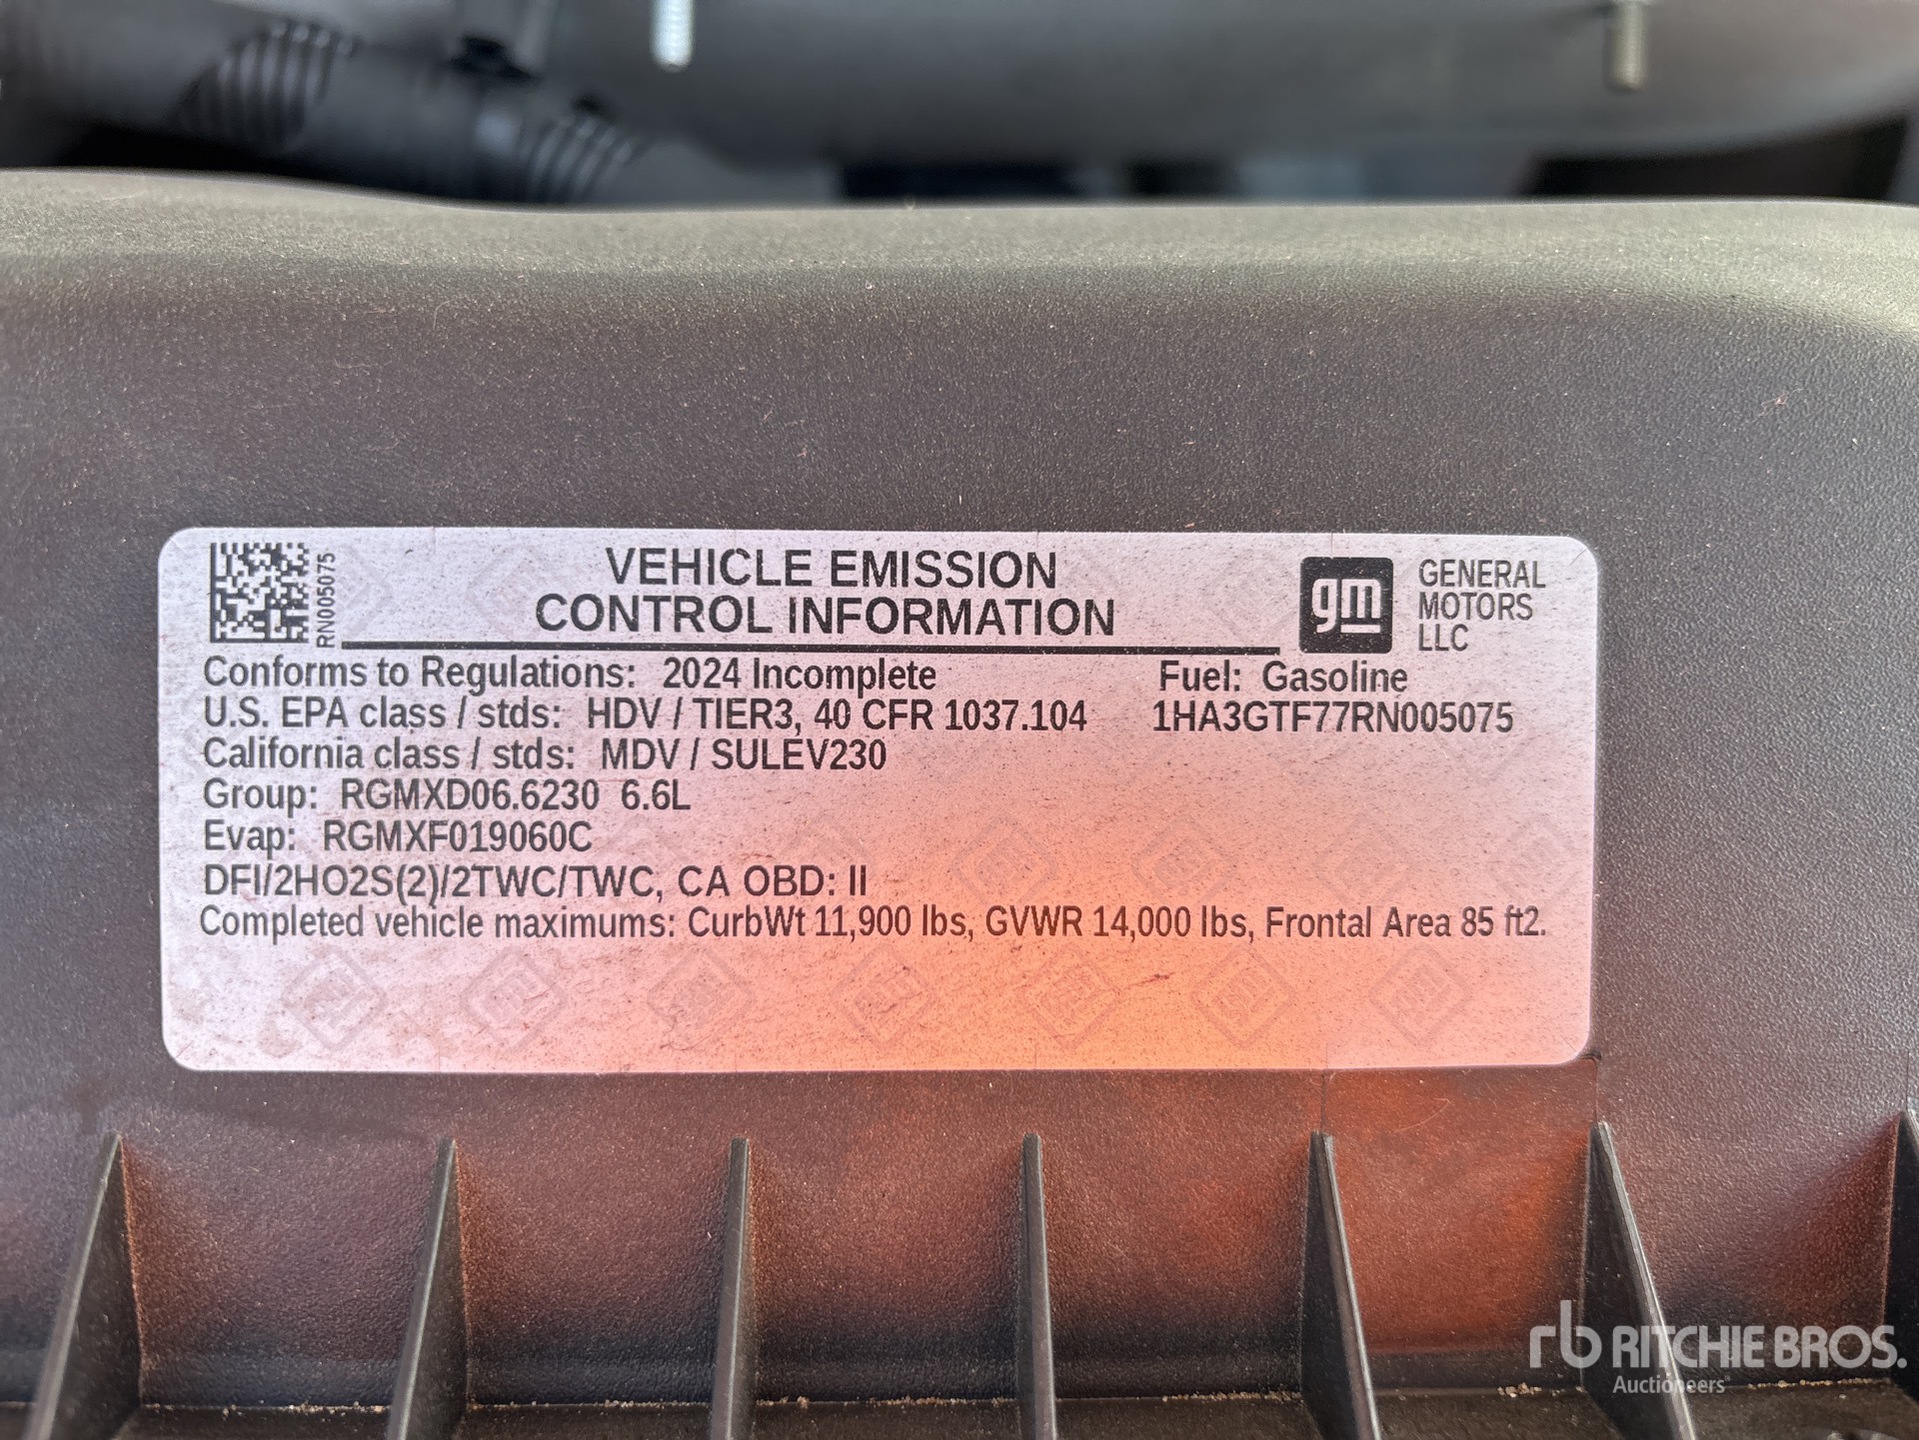 RN005075
VEHICLE EMISSION
CONTROL INFORMATION
gm
GENERAL
MOTORS
LLC
Conforms to Regulations: 2024 Incomplete Fuel: Gasoline
U.S. EPA class / stds: HDV / TIER3, 40 CFR 1037.104 1HA3GTF77RN005075
California class / stds: MDV / SULEV230
Group: RGMXD06.6230 6.6L
Evap: RGMXF019060C
DFI/2HO2S(2)/2TWC/TWC, CA OBD: II
Completed vehicle maximums: CurbWt 11,900 lbs, GVWR 14,000 lbs, Frontal Area 85 ft2.
rb RITCHIE BROS.
Auctioneers